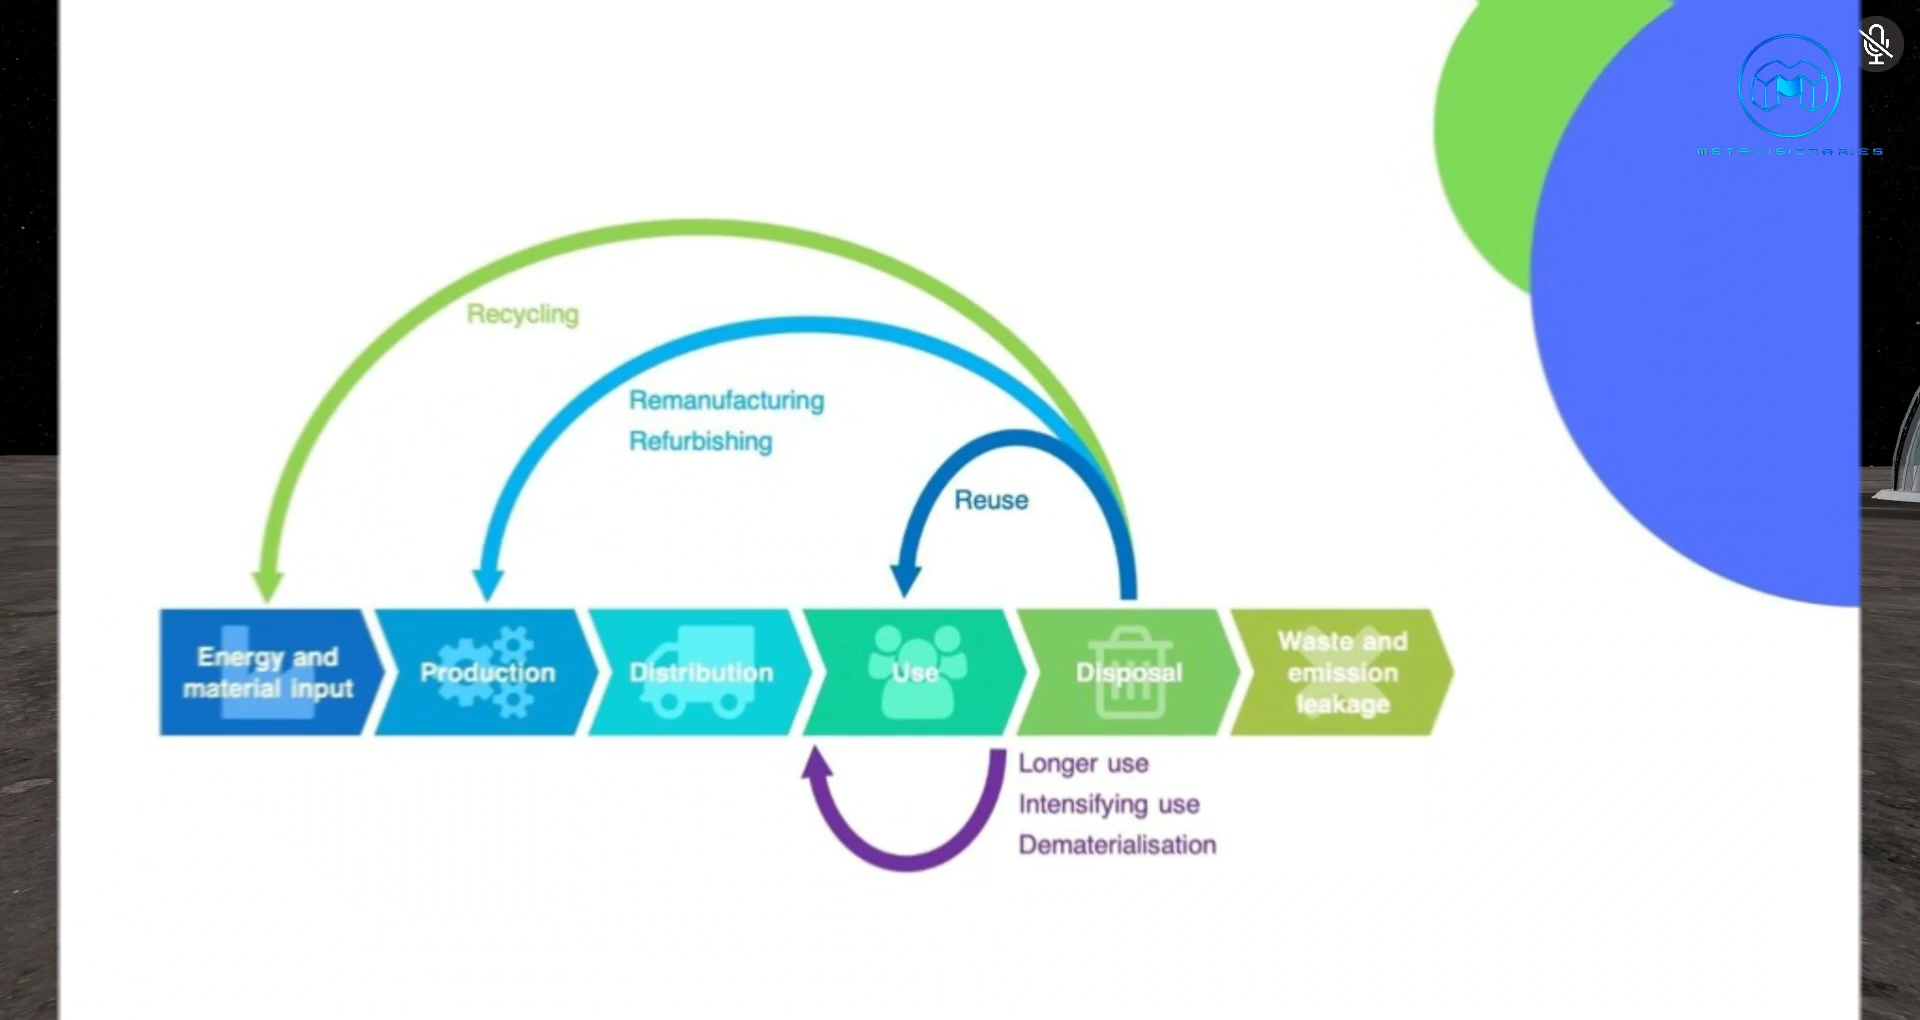 METAVISIONARIES
Recycling
Remanufacturing
Refurbishing
Reuse
Energy and
material input
Production
Distribution
Use
Disposal
Waste and
emission
leakage
Longer use
Intensifying use
Dematerialisation